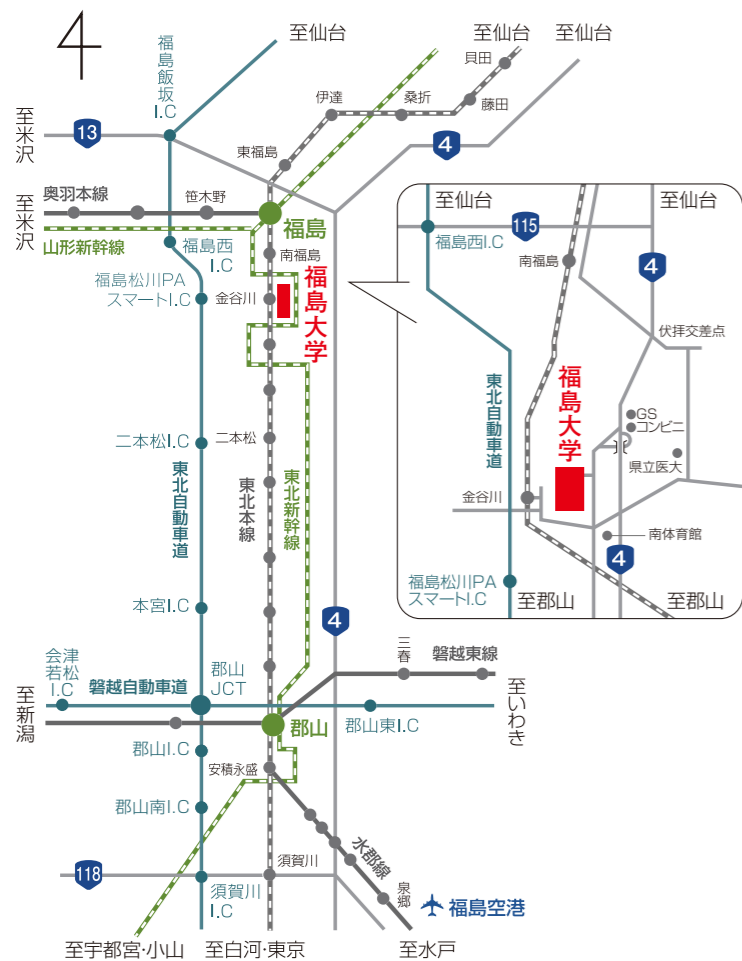 至仙台
至仙台
至仙台
福島
飯坂
I.C
貝田
伊達
桑折
藤田
13
至米沢
4
東福島
奥羽本線
笹木野
至米沢
福島
山形新幹線
福島西
I.C
南福島
福島松川PA
スマートI.C
金谷川
福島大学
二本松I.C
二本松
東北自動車道
東北本線
東北新幹線
本宮I.C
4
三春
磐越東線
会津
若松
I.C
磐越自動車道
郡山
JCT
至新潟
郡山
郡山東I.C
至いわき
郡山I.C
安積永盛
郡山南I.C
水郡線
118
須賀川
I.C
須賀川
泉郷
福島空港
至宇都宮・小山
至白河・東京
至水戸
至仙台
至仙台
115
福島西I.C
南福島
4
伏拝交差点
東北自動車道
福島大学
GS
コンビニ
県立医大
金谷川
南体育館
4
福島松川PA
スマートI.C
至郡山
至郡山